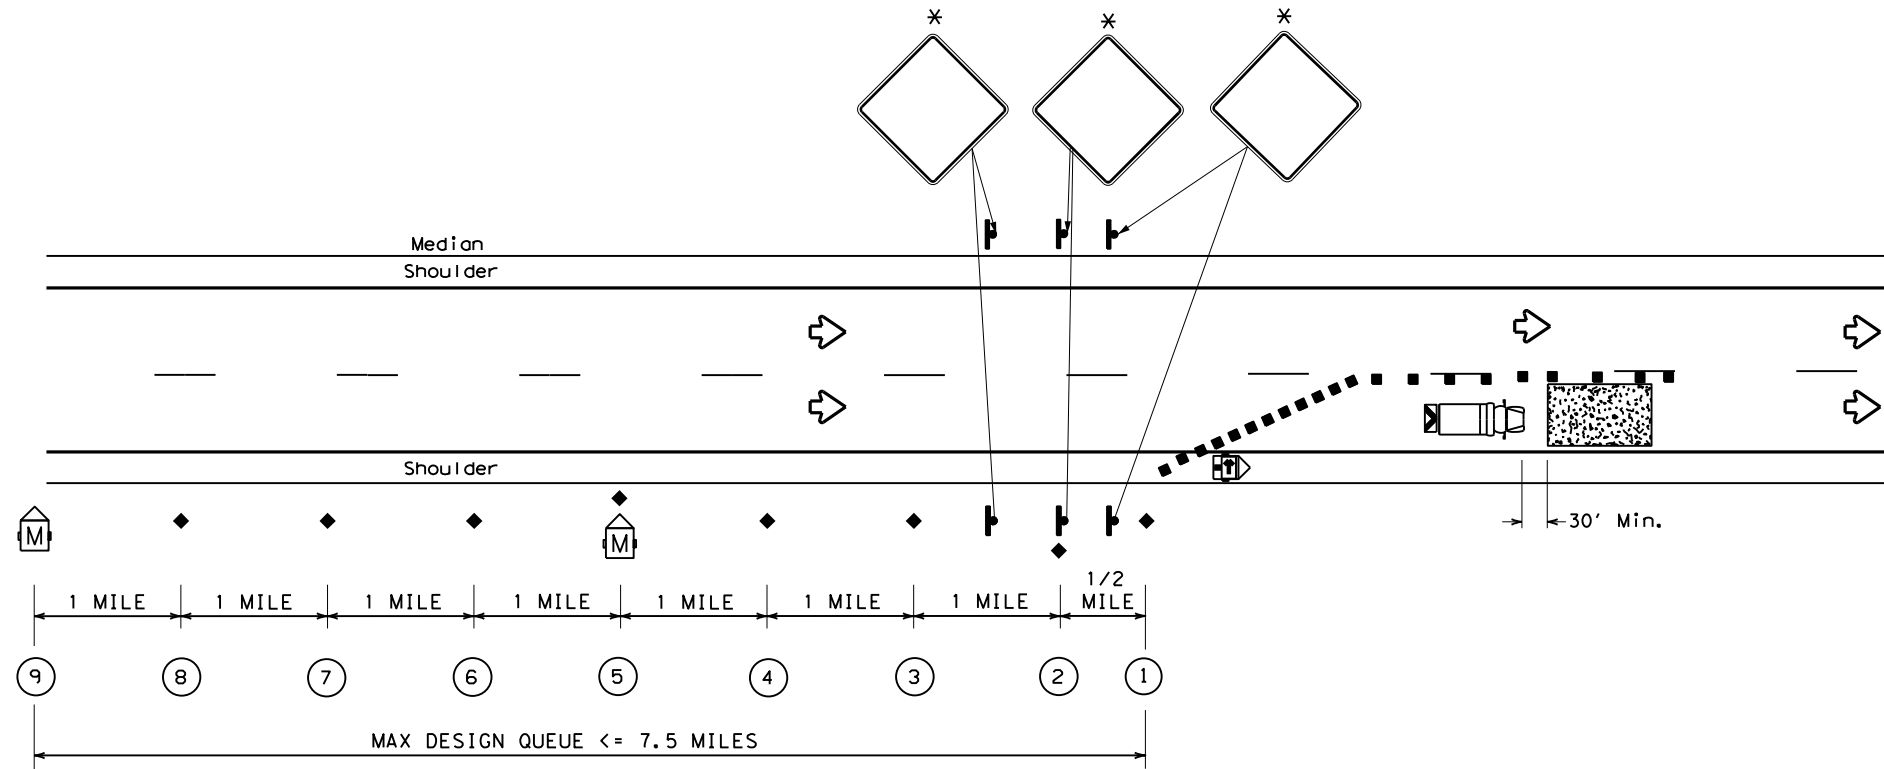 * * *
Median
Shoulder
Shoulder
M M
30' Min.
1 MILE 1 MILE 1 MILE 1 MILE 1 MILE 1 MILE 1 MILE 1/2 MILE
9 8 7 6 5 4 3 2 1
MAX DESIGN QUEUE <= 7.5 MILES